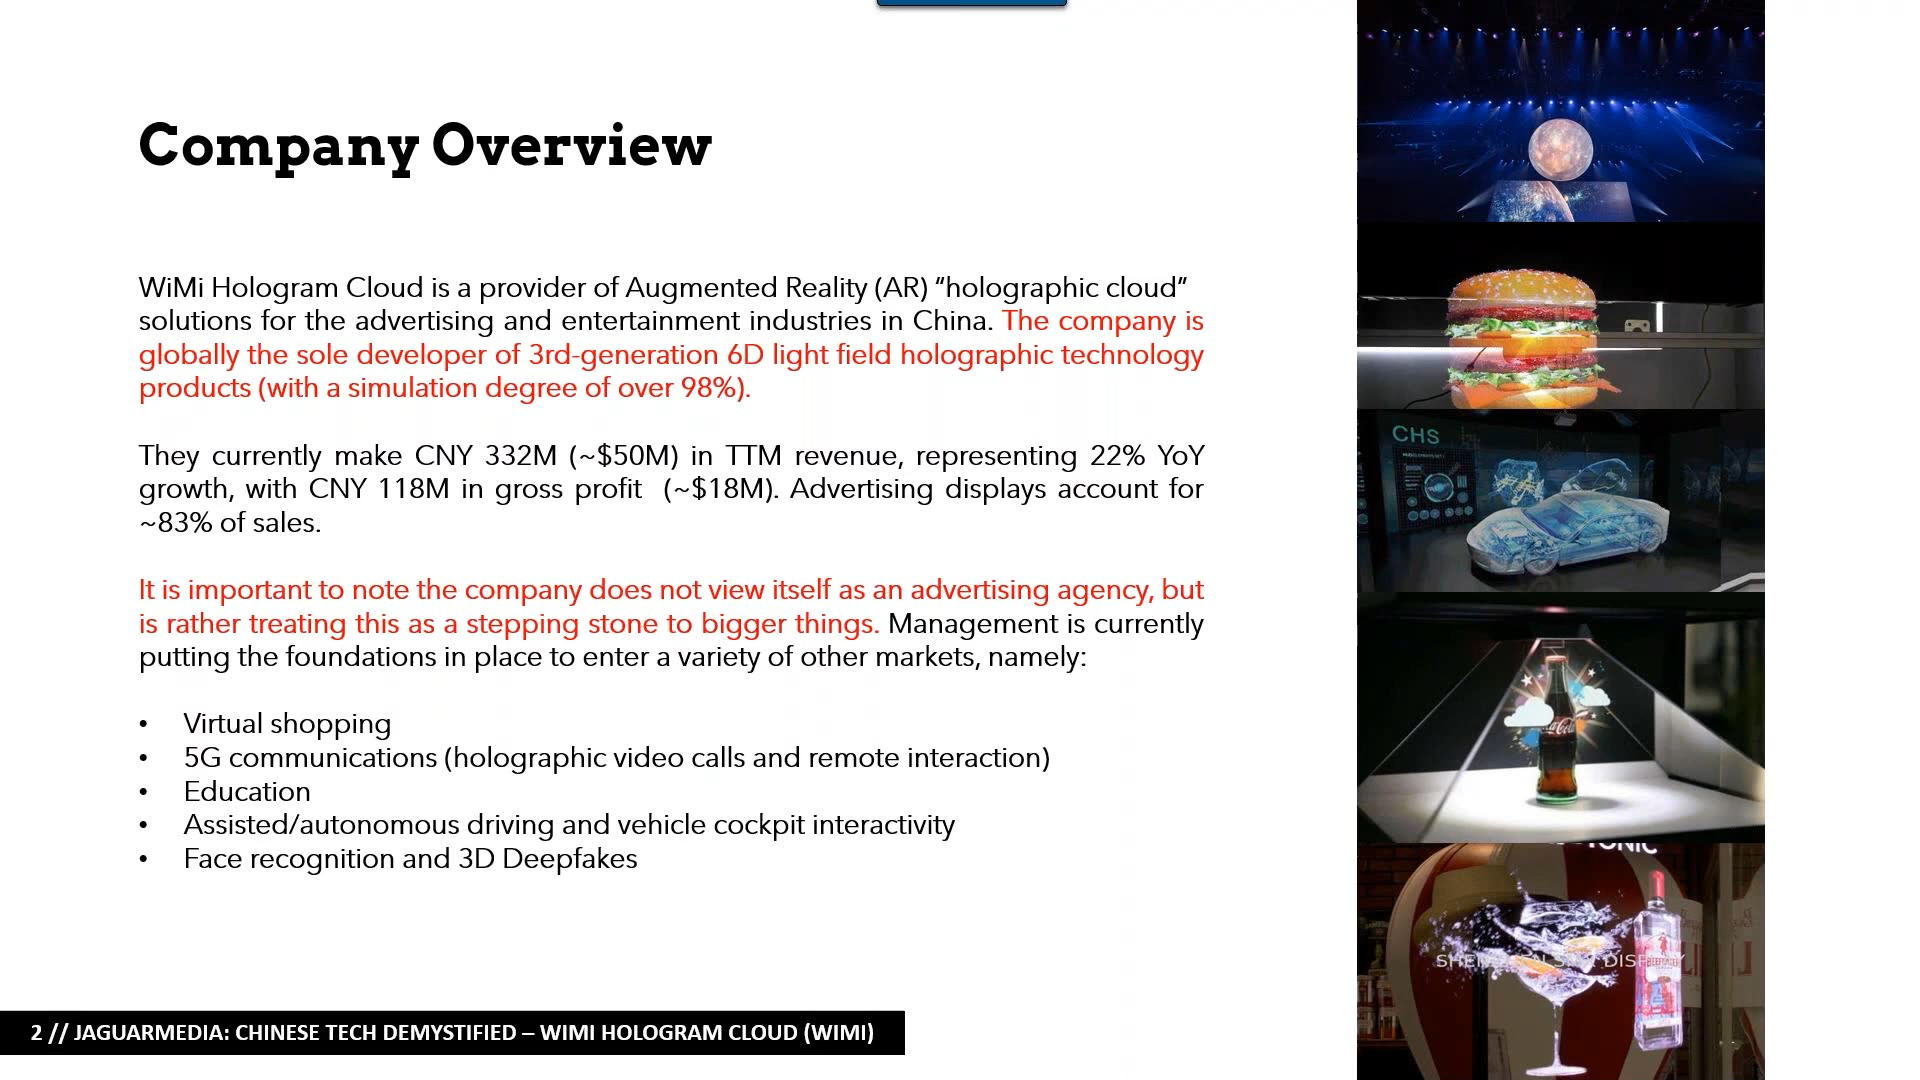 Company Overview
WiMi Hologram Cloud is a provider of Augmented Reality (AR) “holographic cloud”
solutions for the advertising and entertainment industries in China. The company is
globally the sole developer of 3rd-generation 6D light field holographic technology
products (with a simulation degree of over 98%).
They currently make CNY 332M (~$50M) in TTM revenue, representing 22% YoY
growth, with CNY 118M in gross profit (~$18M). Advertising displays account for
~83% of sales.
It is important to note the company does not view itself as an advertising agency, but
is rather treating this as a stepping stone to bigger things. Management is currently
putting the foundations in place to enter a variety of other markets, namely:
• Virtual shopping
• 5G communications (holographic video calls and remote interaction)
• Education
• Assisted/autonomous driving and vehicle cockpit interactivity
• Face recognition and 3D Deepfakes
2 // JAGUARMEDIA: CHINESE TECH DEMYSTIFIED – WIMI HOLOGRAM CLOUD (WIMI)
CHS
TONIC
BEEFEATER